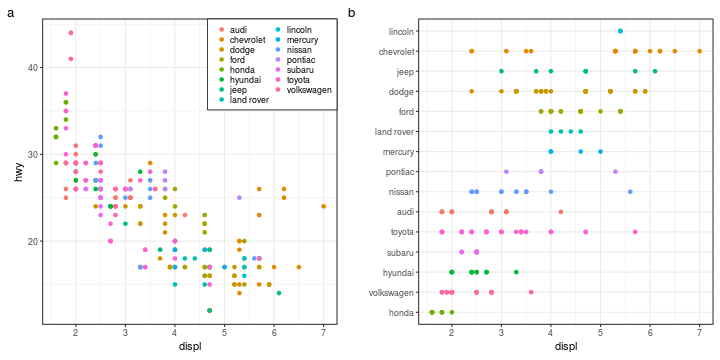 a
b
audi
chevrolet
dodge
ford
honda
hyundai
jeep
land rover
lincoln
mercury
nissan
pontiac
subaru
toyota
volkswagen
hwy
40
30
20
2
3
4
5
6
7
displ
lincoln
chevrolet
jeep
dodge
ford
land rover
mercury
pontiac
nissan
audi
toyota
subaru
hyundai
volkswagen
honda
2
3
4
5
6
7
displ